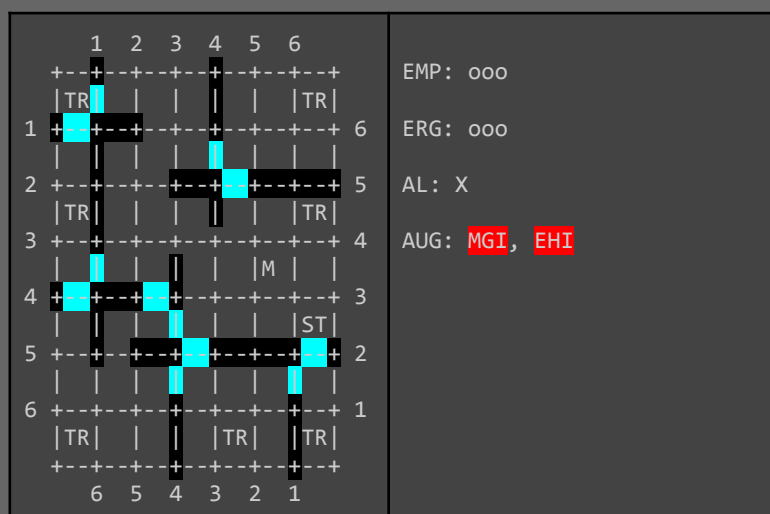 1 2 3 4 5 6
+--+--+--+--+--+--+--+
|TR| | | | | |TR|
1 +--+--+--+--+--+--+--+ 6
| | | | | | | |
2 +--+--+--+--+--+--+--+ 5
|TR| | | | | |TR|
3 +--+--+--+--+--+--+--+ 4
| | | | | |M | |
4 +--+--+--+--+--+--+--+ 3
| | | | | | |ST|
5 +--+--+--+--+--+--+--+ 2
| | | | | | | |
6 +--+--+--+--+--+--+--+ 1
|TR| | | |TR| |TR|
+--+--+--+--+--+--+--+
6 5 4 3 2 1
EMP: ooo
ERG: ooo
AL: X
AUG: MGI, EHI